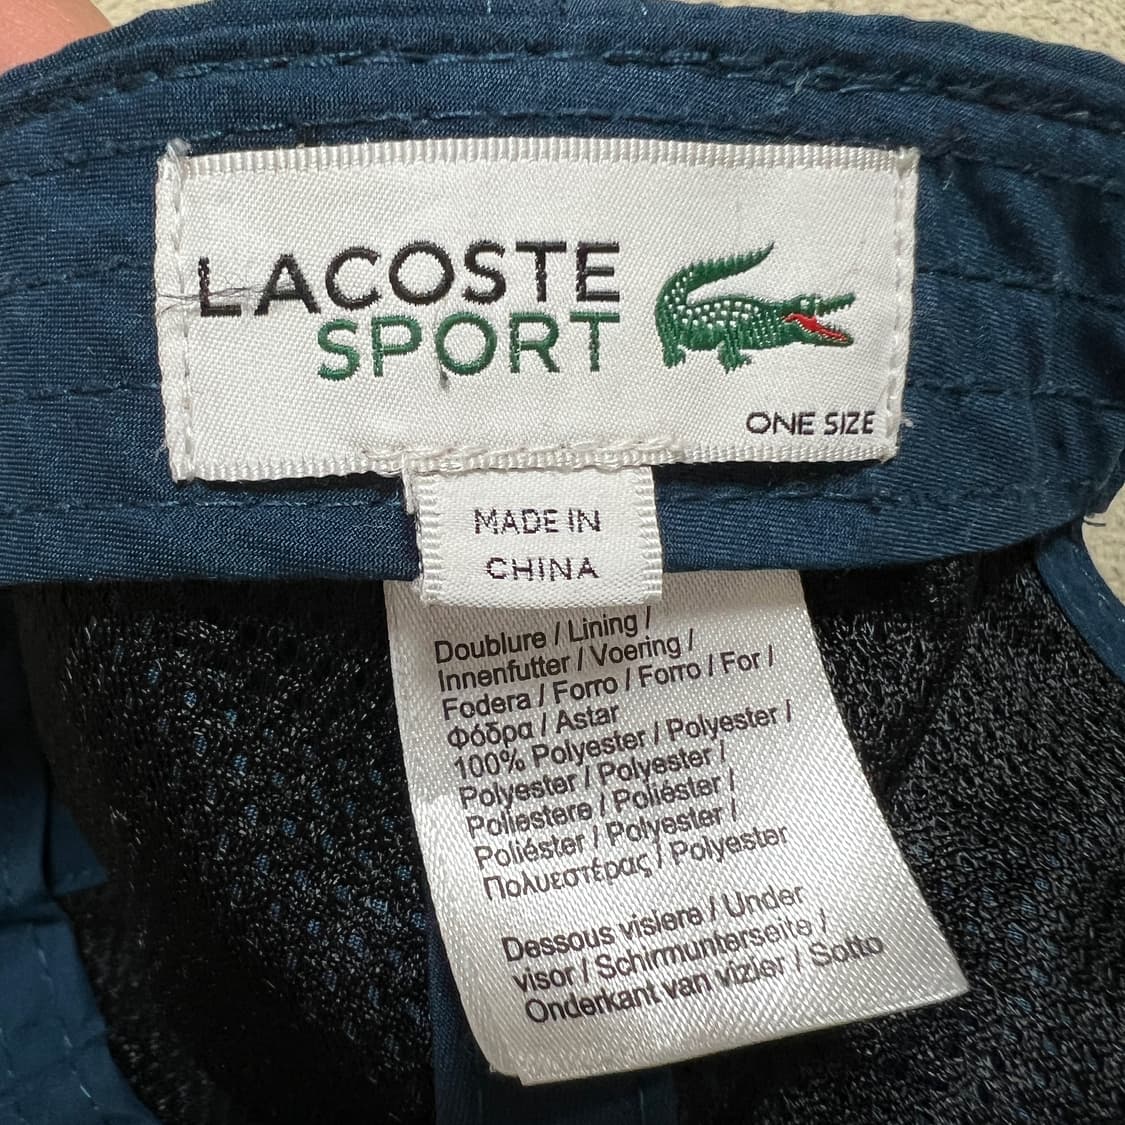 LACOSTE
SPORT
ONE SIZE
MADE IN
CHINA
Doublure / Lining /
Innenfutter / Voering /
Fodera / Forro / Forro / For /
Φόδρα / Astar
100% Polyester / Polyester /
Polyester / Polyester /
Poliestere / Poliéster /
Poliéster / Polyester /
Πολυεστέρας / Polyester
Dessous visiere / Under
visor / Schirmunterseite /
Onderkant van vizier / Sotto